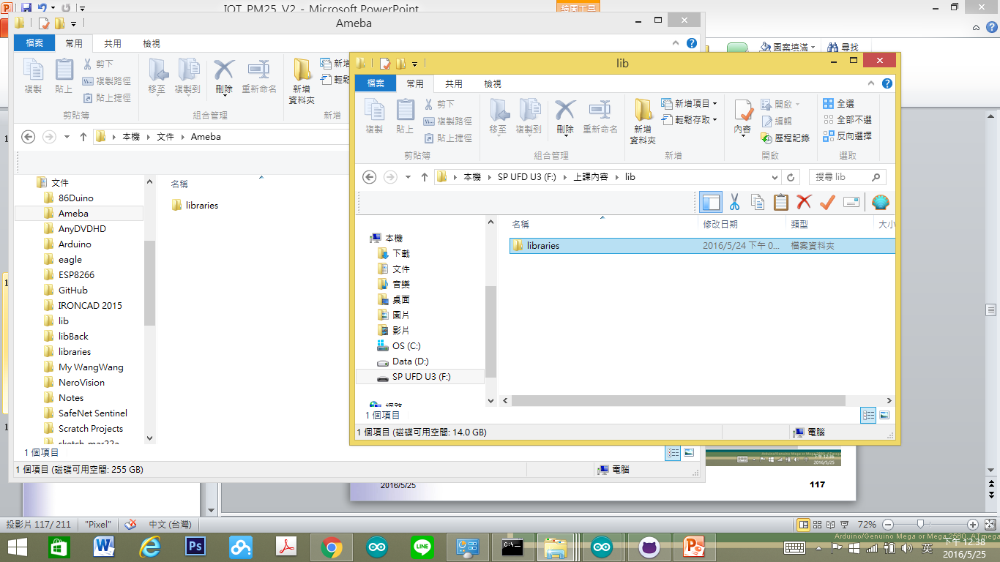 IOT_PM25_V2 - Microsoft PowerPoint
繪圖工具
圖案填滿
尋找
Ameba
檔案
常用
共用
檢視
複製
貼上
剪下
複製路徑
貼上捷徑
剪貼簿
移至
複製到
刪除
重新命名
組合管理
新增
資料夾
新增
本機
文件
Ameba
文件
86Duino
Ameba
AnyDVDHD
Arduino
eagle
ESP8266
GitHub
IRONCAD 2015
lib
libBack
libraries
My WangWang
NeroVision
Notes
SafeNet Sentinel
Scratch Projects
sketch_mar22a
名稱
libraries
1 個項目
1 個項目 (磁碟可用空間: 255 GB)
電腦
lib
檔案
常用
共用
檢視
複製
貼上
剪下
複製路徑
貼上捷徑
剪貼簿
移至
複製到
刪除
重新命名
組合管理
新增
資料夾
新增項目
輕鬆存取
新增
內容
開啟
編輯
歷程記錄
開啟
全選
全部不選
反向選擇
選取
本機
SP UFD U3 (F:)
上課內容
lib
搜尋 lib
本機
下載
文件
音樂
桌面
圖片
影片
OS (C:)
Data (D:)
SP UFD U3 (F:)
網路
名稱
修改日期
類型
大小
libraries
2016/5/24 下午 0...
檔案資料夾
1 個項目
1 個項目 (磁碟可用空間: 14.0 GB)
電腦
下午 12:38
2016/5/25
2016/5/25
117
投影片 117/ 211
"Pixel"
中文 (台灣)
72%
Arduino/Genuino Mega or Mega 2560, ATmega
英
下午 12:38
2016/5/25